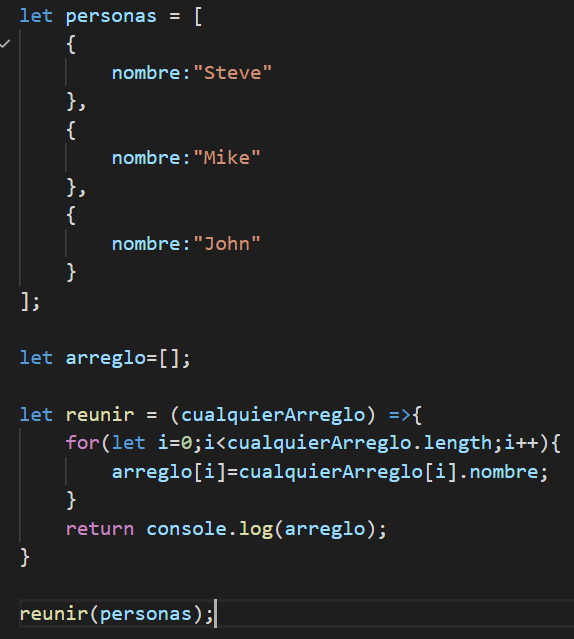 let personas = [
    {
        nombre:"Steve"
    },
    {
        nombre:"Mike"
    },
    {
        nombre:"John"
    }
];

let arreglo=[];

let reunir = (cualquierArreglo) =>{
    for(let i=0;i<cualquierArreglo.length;i++){
        arreglo[i]=cualquierArreglo[i].nombre;
    }
    return console.log(arreglo);
}

reunir(personas);